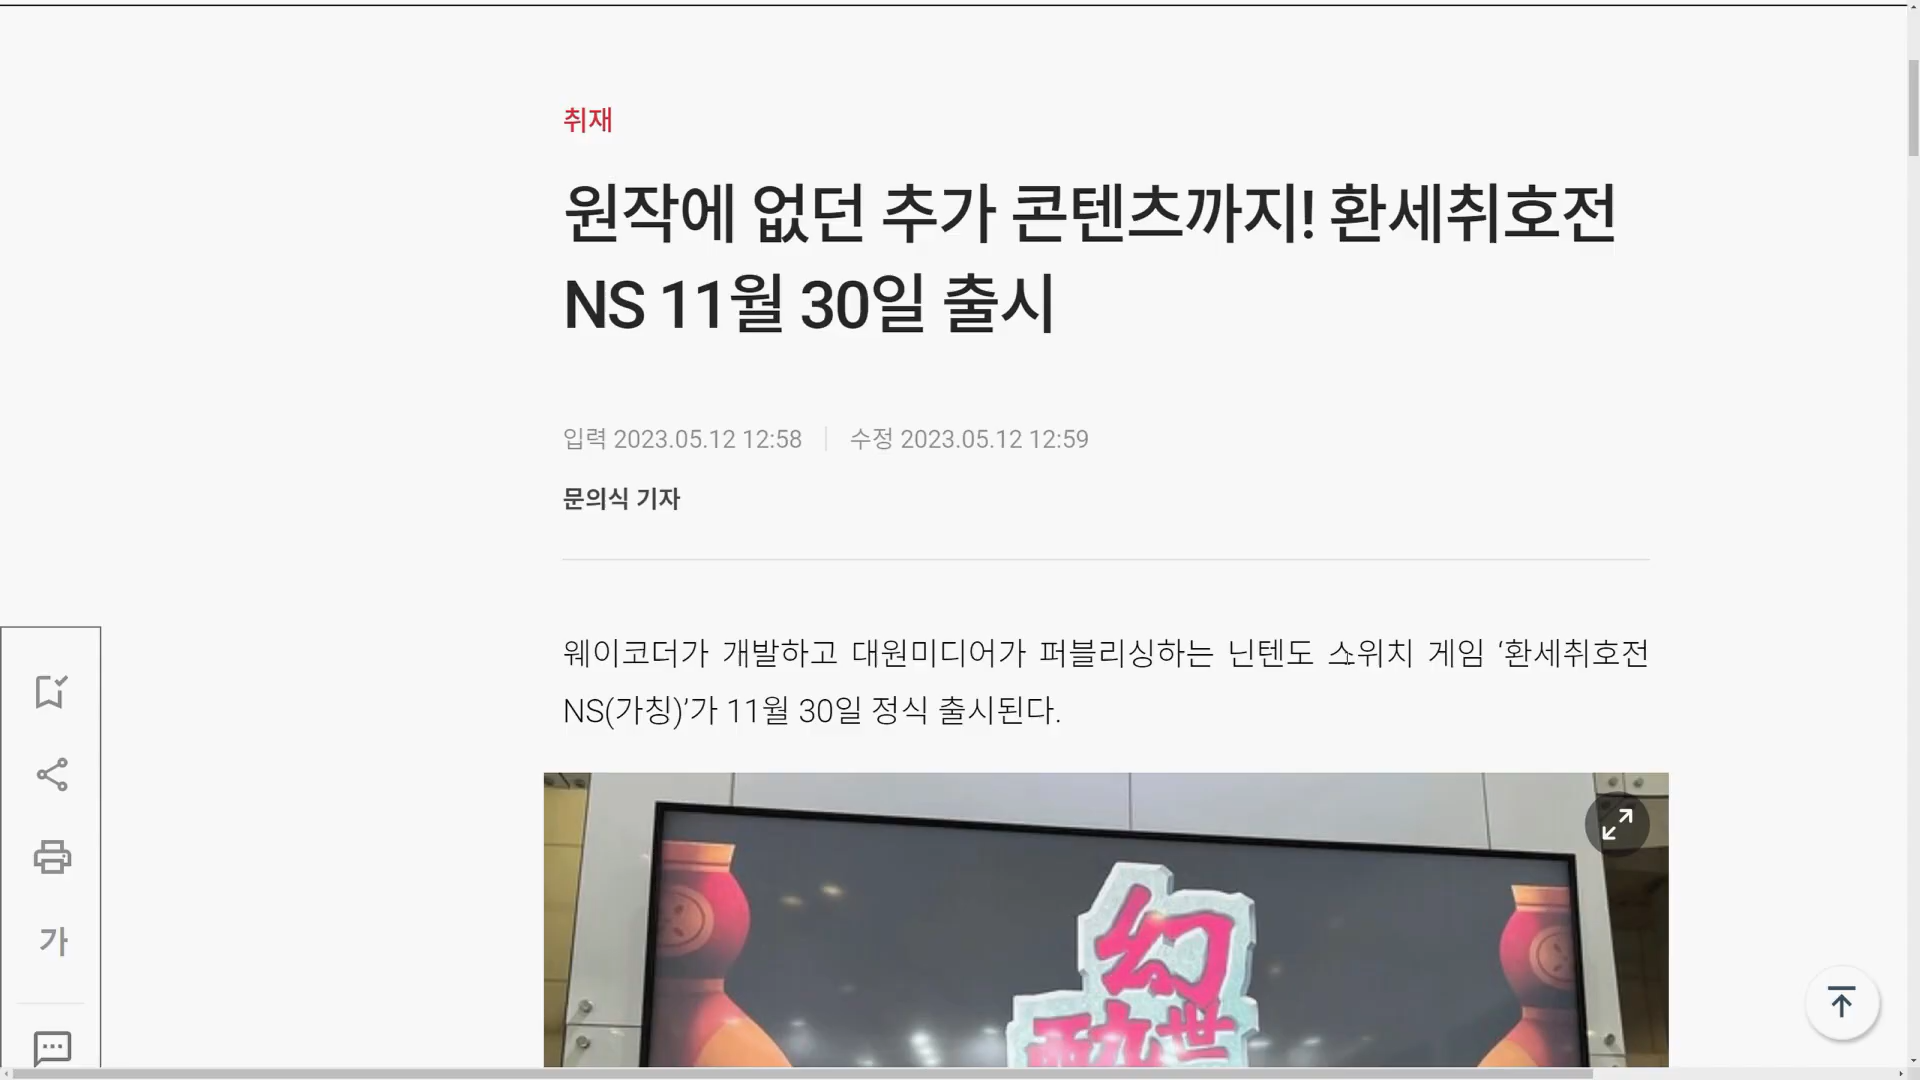 취재
원작에 없던 추가 콘텐츠까지! 환세취호전
NS 11월 30일 출시
입력 2023.05.12 12:58 수정 2023.05.12 12:59
문의식 기자
웨이코더가 개발하고 대원미디어가 퍼블리싱하는 닌텐도 스위치 게임 ‘환세취호전
NS(가칭)’가 11월 30일 정식 출시된다.
가
幻
酔世